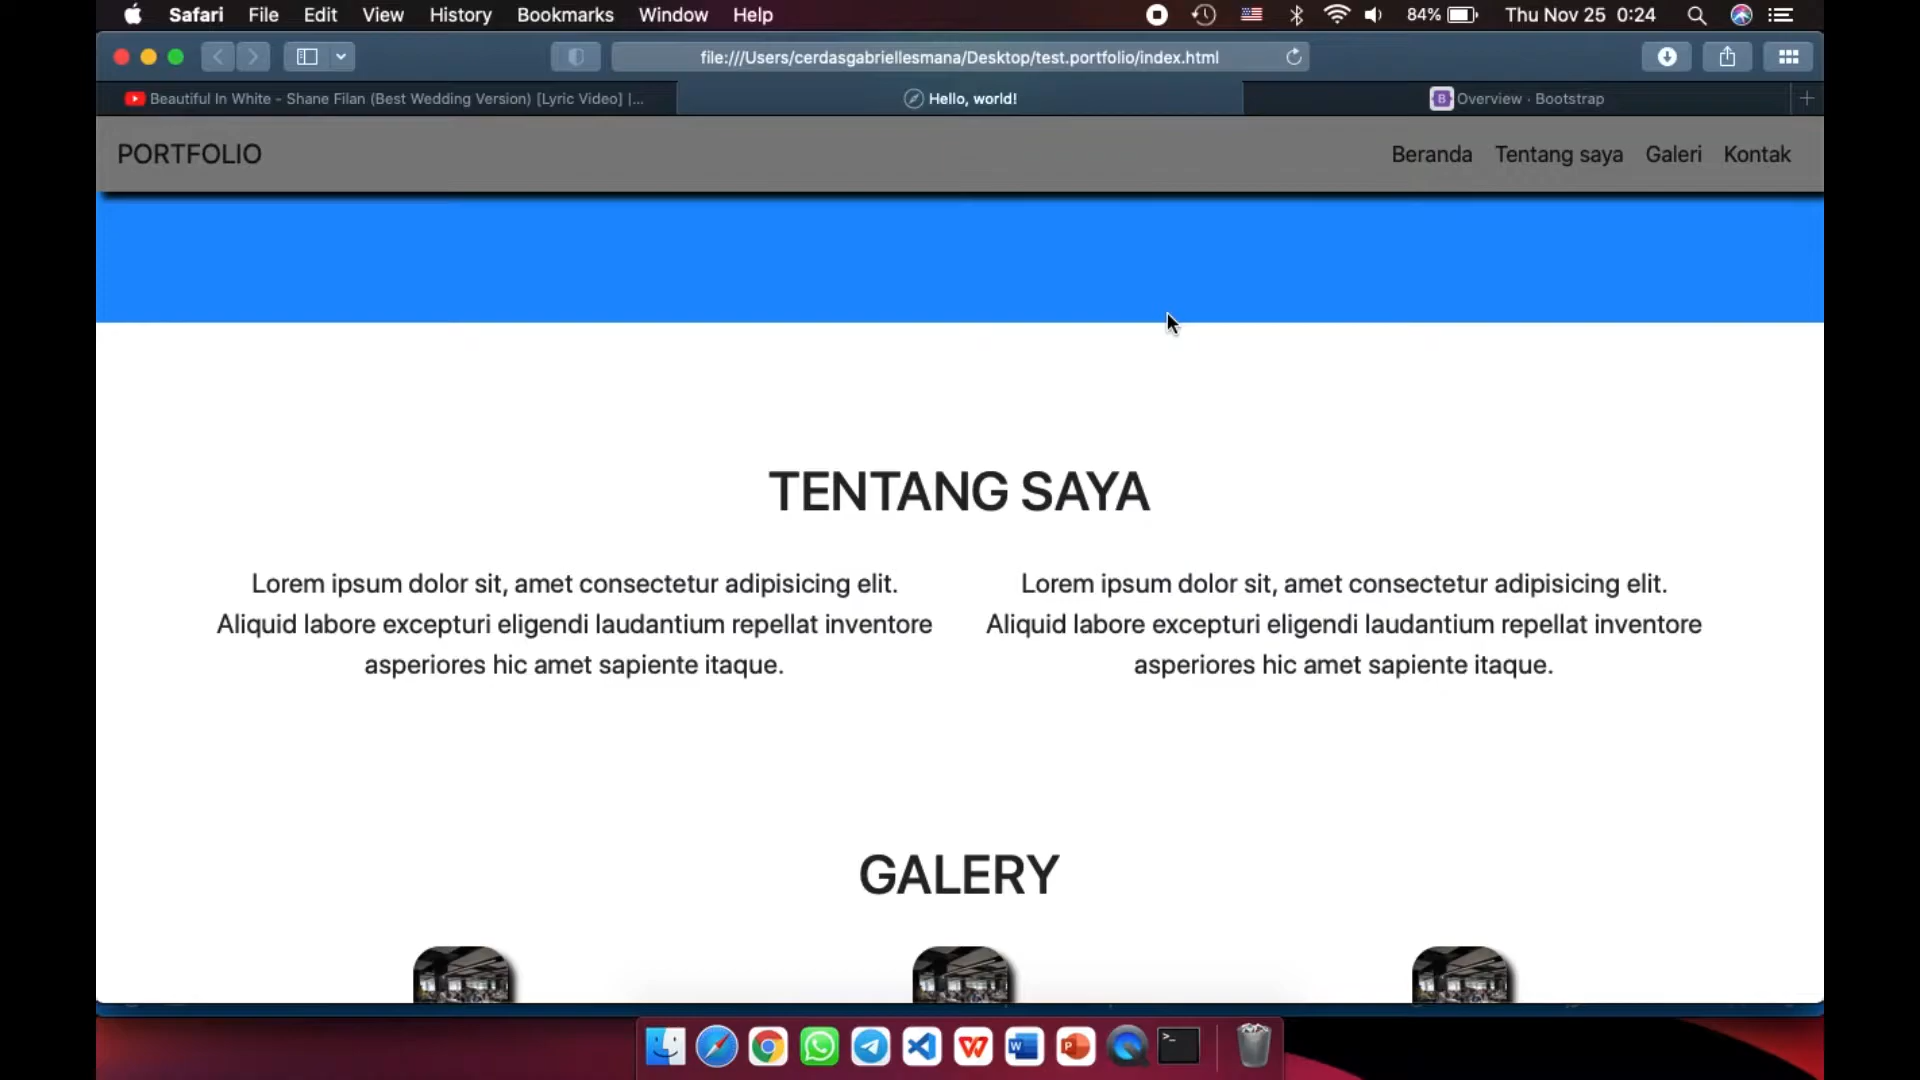 Safari File Edit View History Bookmarks Window Help 84% Thu Nov 25 0:24
file:///Users/cerdasgabriellesmana/Desktop/test.portfolio/index.html
Beautiful In White - Shane Filan (Best Wedding Version) [Lyric Video] |... Hello, world! B Overview · Bootstrap
PORTFOLIO Beranda Tentang saya Galeri Kontak
TENTANG SAYA
Lorem ipsum dolor sit, amet consectetur adipisicing elit.
Aliquid labore excepturi eligendi laudantium repellat inventore
asperiores hic amet sapiente itaque.
Lorem ipsum dolor sit, amet consectetur adipisicing elit.
Aliquid labore excepturi eligendi laudantium repellat inventore
asperiores hic amet sapiente itaque.
GALERY